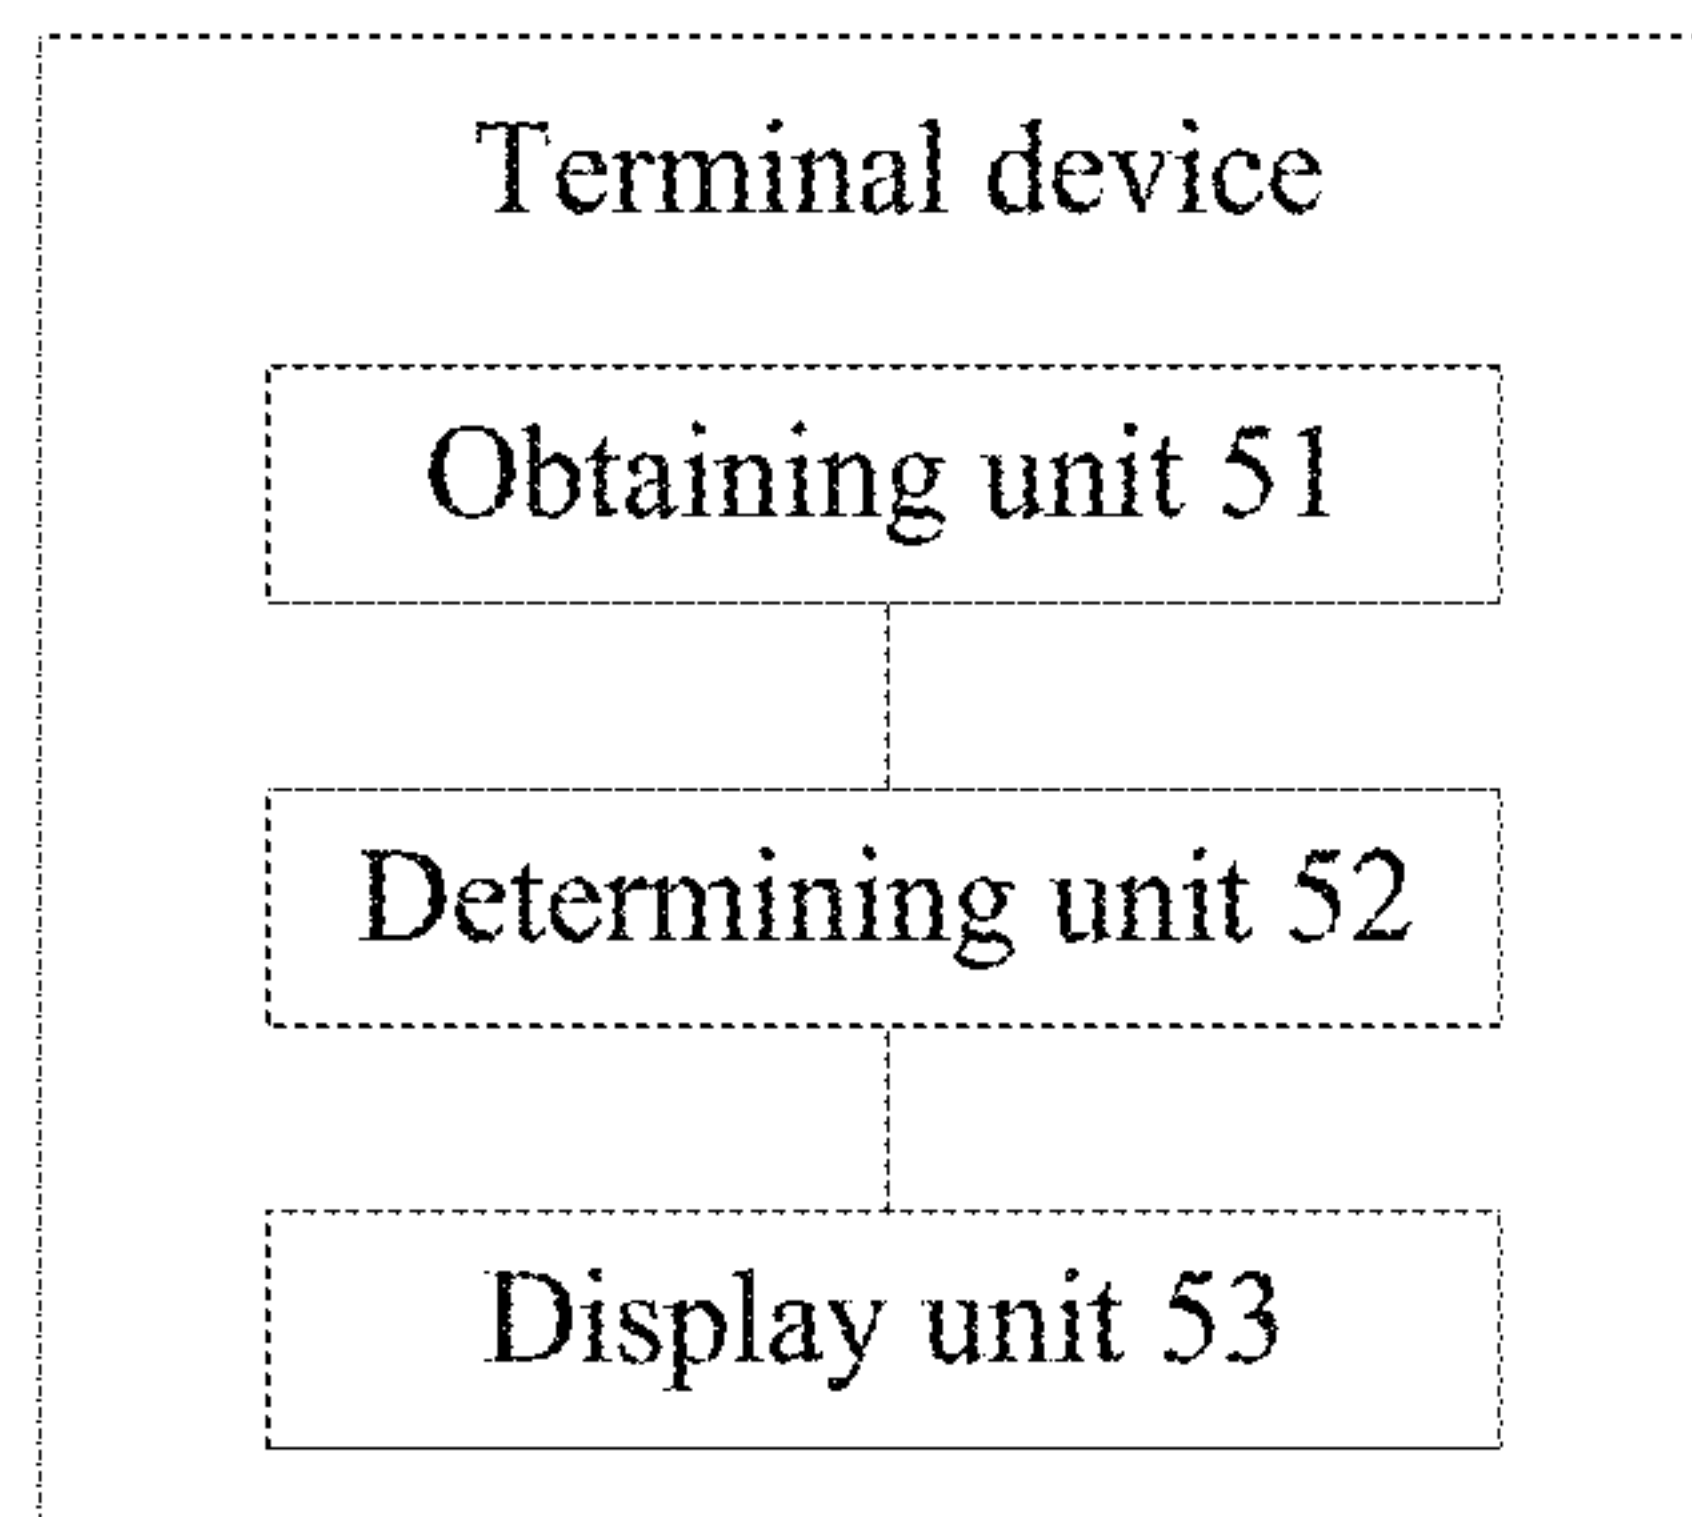 Terminal device
Obtaining unit 51
Determining unit 52
Display unit 53